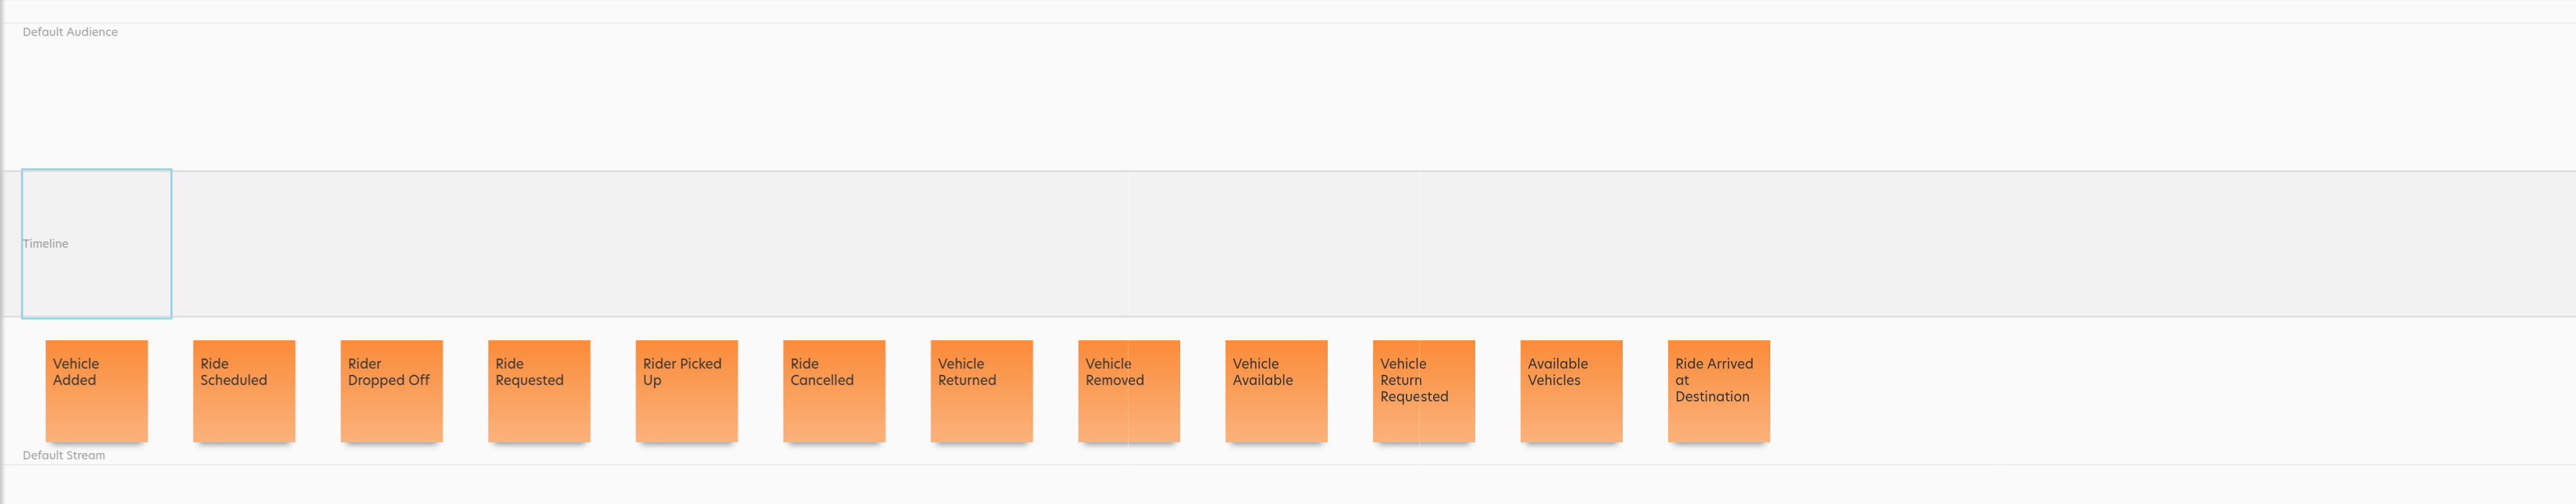 Default Audience
Timeline
Vehicle
Added
Ride
Scheduled
Rider
Dropped Off
Ride
Requested
Rider Picked
Up
Ride
Cancelled
Vehicle
Returned
Vehicle
Removed
Vehicle
Available
Vehicle
Return
Requested
Available
Vehicles
Ride Arrived
at
Destination
Default Stream